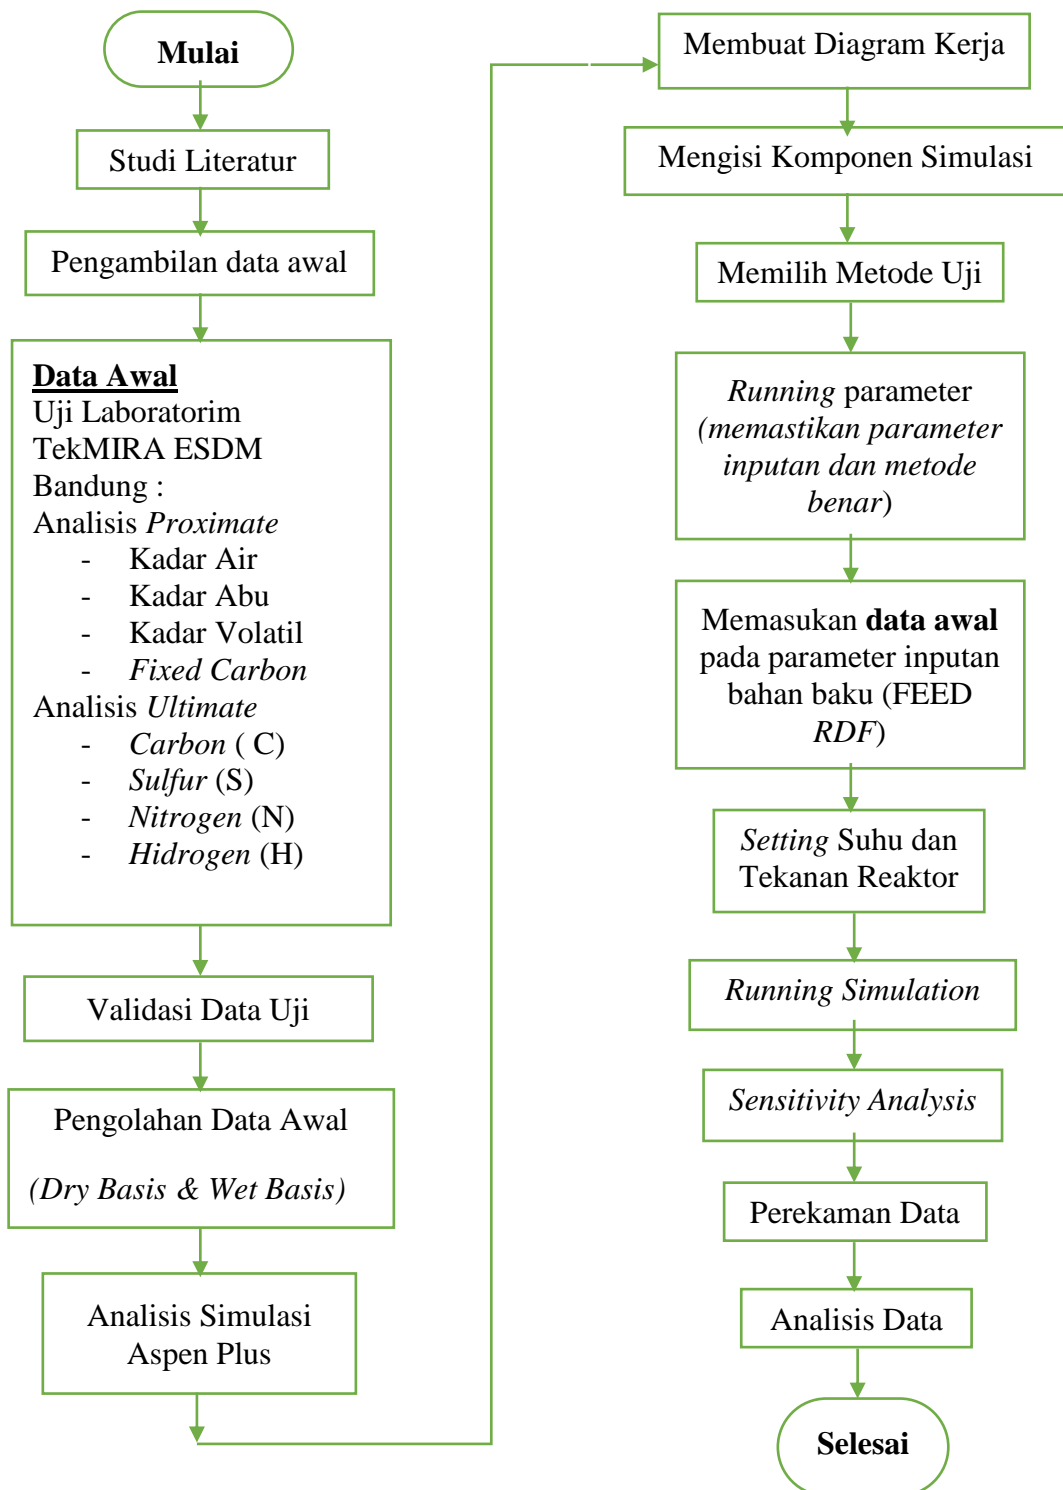 Mulai
Studi Literatur
Pengambilan data awal
Data Awal
Uji Laboratorim
TekMIRA ESDM
Bandung :
Analisis Proximate
- Kadar Air
- Kadar Abu
- Kadar Volatil
- Fixed Carbon
Analisis Ultimate
- Carbon ( C)
- Sulfur (S)
- Nitrogen (N)
- Hidrogen (H)
Validasi Data Uji
Pengolahan Data Awal
(Dry Basis & Wet Basis)
Analisis Simulasi
Aspen Plus
Membuat Diagram Kerja
Mengisi Komponen Simulasi
Memilih Metode Uji
Running parameter
(memastikan parameter
inputan dan metode
benar)
Memasukan data awal
pada parameter inputan
bahan baku (FEED
RDF)
Setting Suhu dan
Tekanan Reaktor
Running Simulation
Sensitivity Analysis
Perekaman Data
Analisis Data
Selesai